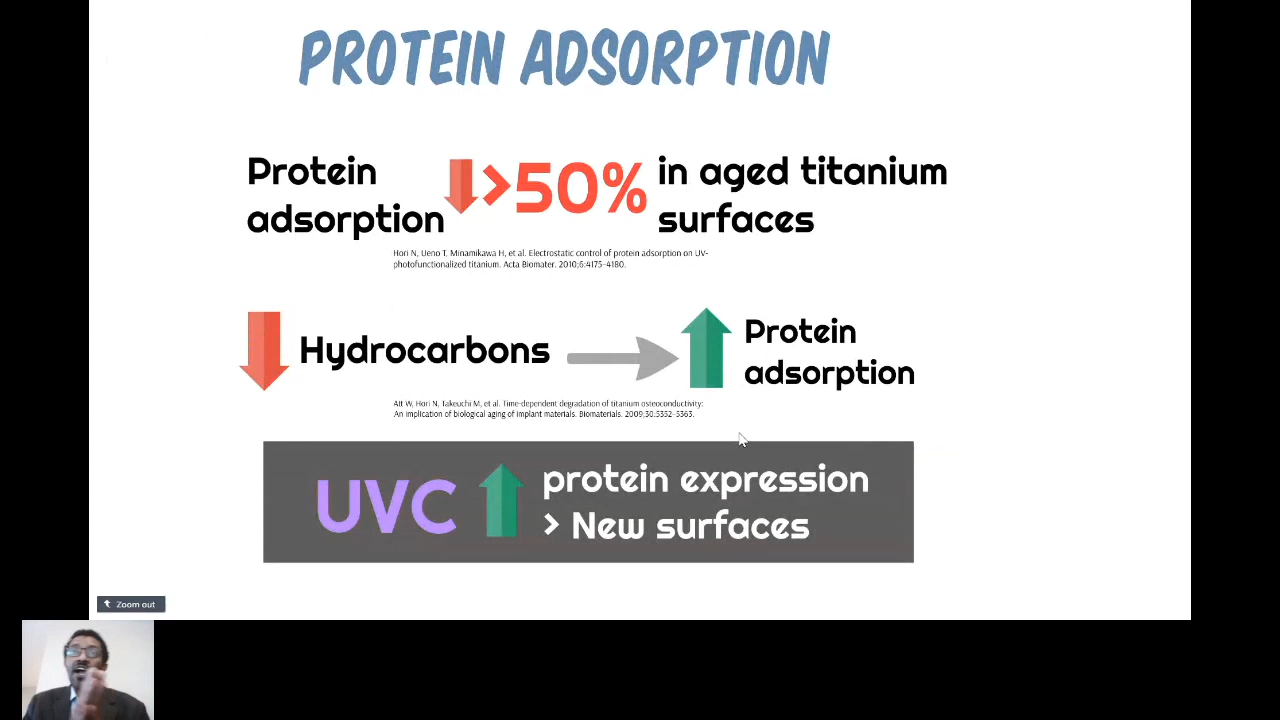 PROTEIN ADSORPTION
Protein
adsorption
>50%
in aged titanium
surfaces
Hori N, Ueno T, Minamikawa H, et al. Electrostatic control of protein adsorption on UV-
photofunctionalized titanium. Acta Biomater. 2010;6:4175-4180.
Hydrocarbons
Protein
adsorption
Att W, Hori N, Takeuchi M, et al. Time-dependent degradation of titanium osteoconductivity:
An implication of biological aging of implant materials. Biomaterials. 2009;30:5352-5363.
UVC
protein expression
> New surfaces
Zoom out